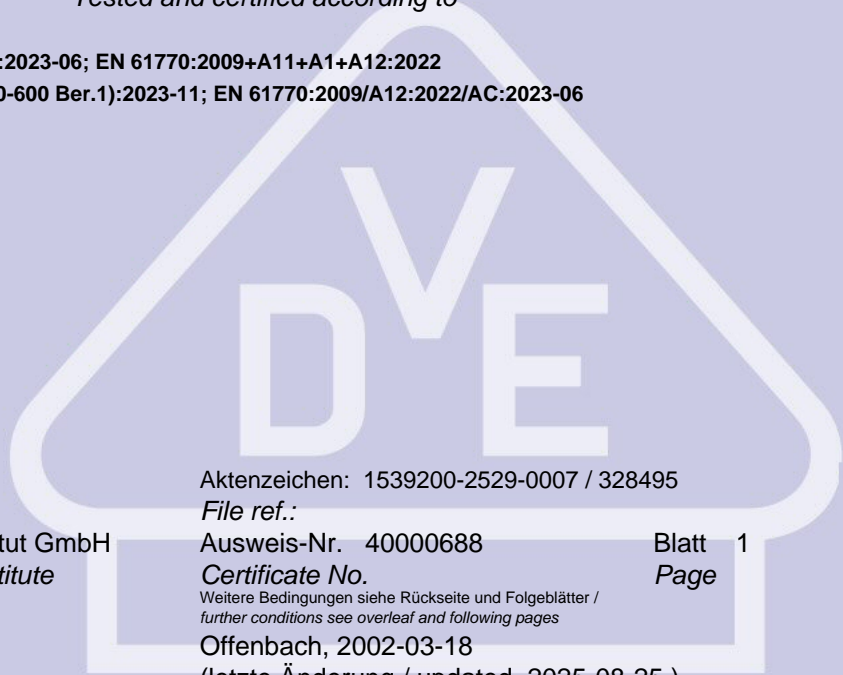 Tested and certified according to
:2023-06; EN 61770:2009+A11+A1+A12:2022
0-600 Ber.1):2023-11; EN 61770:2009/A12:2022/AC:2023-06
VDE
Aktenzeichen: 1539200-2529-0007 / 328495
File ref.:
tut GmbH Ausweis-Nr. 40000688 Blatt 1
titute Certificate No. Page
Weitere Bedingungen siehe Rückseite und Folgeblätter /
further conditions see overleaf and following pages
Offenbach, 2002-03-18
(letzte Änderung / updated 2025-08-25 )